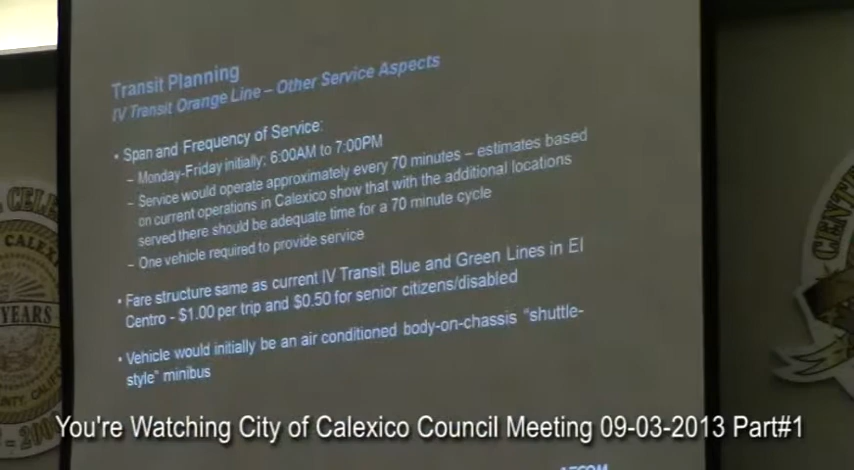 Transit Planning
IV Transit Orange Line – Other Service Aspects
• Span and Frequency of Service:
– Monday-Friday initially; 6:00AM to 7:00PM
– Service would operate approximately every 70 minutes – estimates based
on current operations in Calexico show that with the additional locations
served there should be adequate time for a 70 minute cycle
– One vehicle required to provide service
• Fare structure same as current IV Transit Blue and Green Lines in El
Centro - $1.00 per trip and $0.50 for senior citizens/disabled
• Vehicle would initially be an air conditioned body-on-chassis "shuttle-
style" minibus
You're Watching City of Calexico Council Meeting 09-03-2013 Part#1
AECOM
YEARS